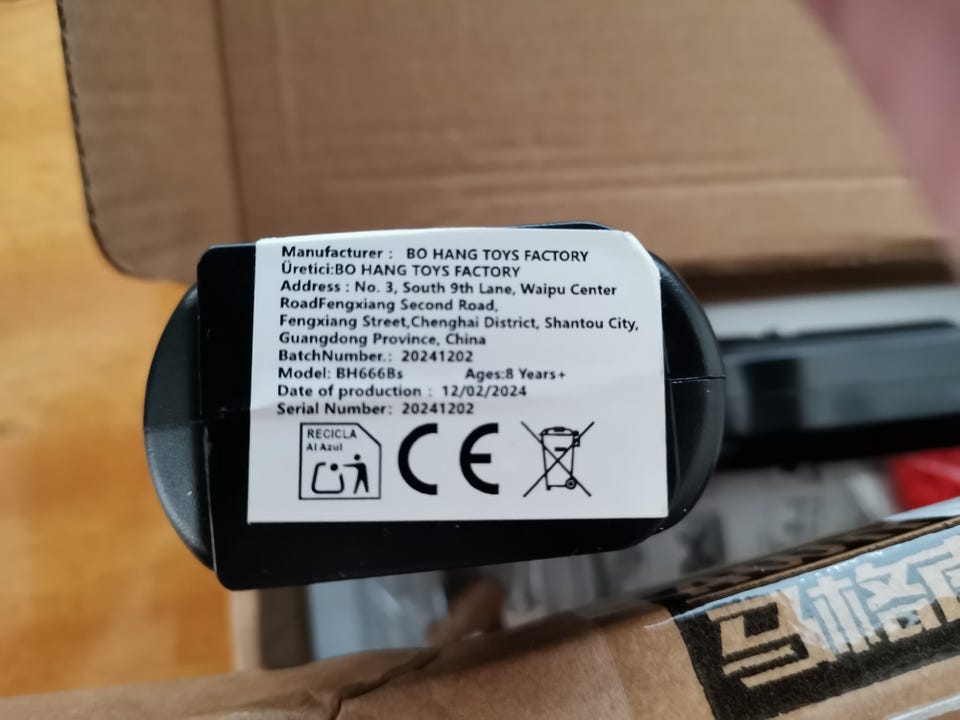 Manufacturer : BO HANG TOYS FACTORY
Üretici:BO HANG TOYS FACTORY
Address : No. 3, South 9th Lane, Waipu Center
RoadFengxiang Second Road,
Fengxiang Street,Chenghai District, Shantou City,
Guangdong Province, China
BatchNumber.: 20241202
Model: BH666Bs Ages:8 Years+
Date of production : 12/02/2024
Serial Number: 20241202
RECICLA
Al Azul
CE
马格